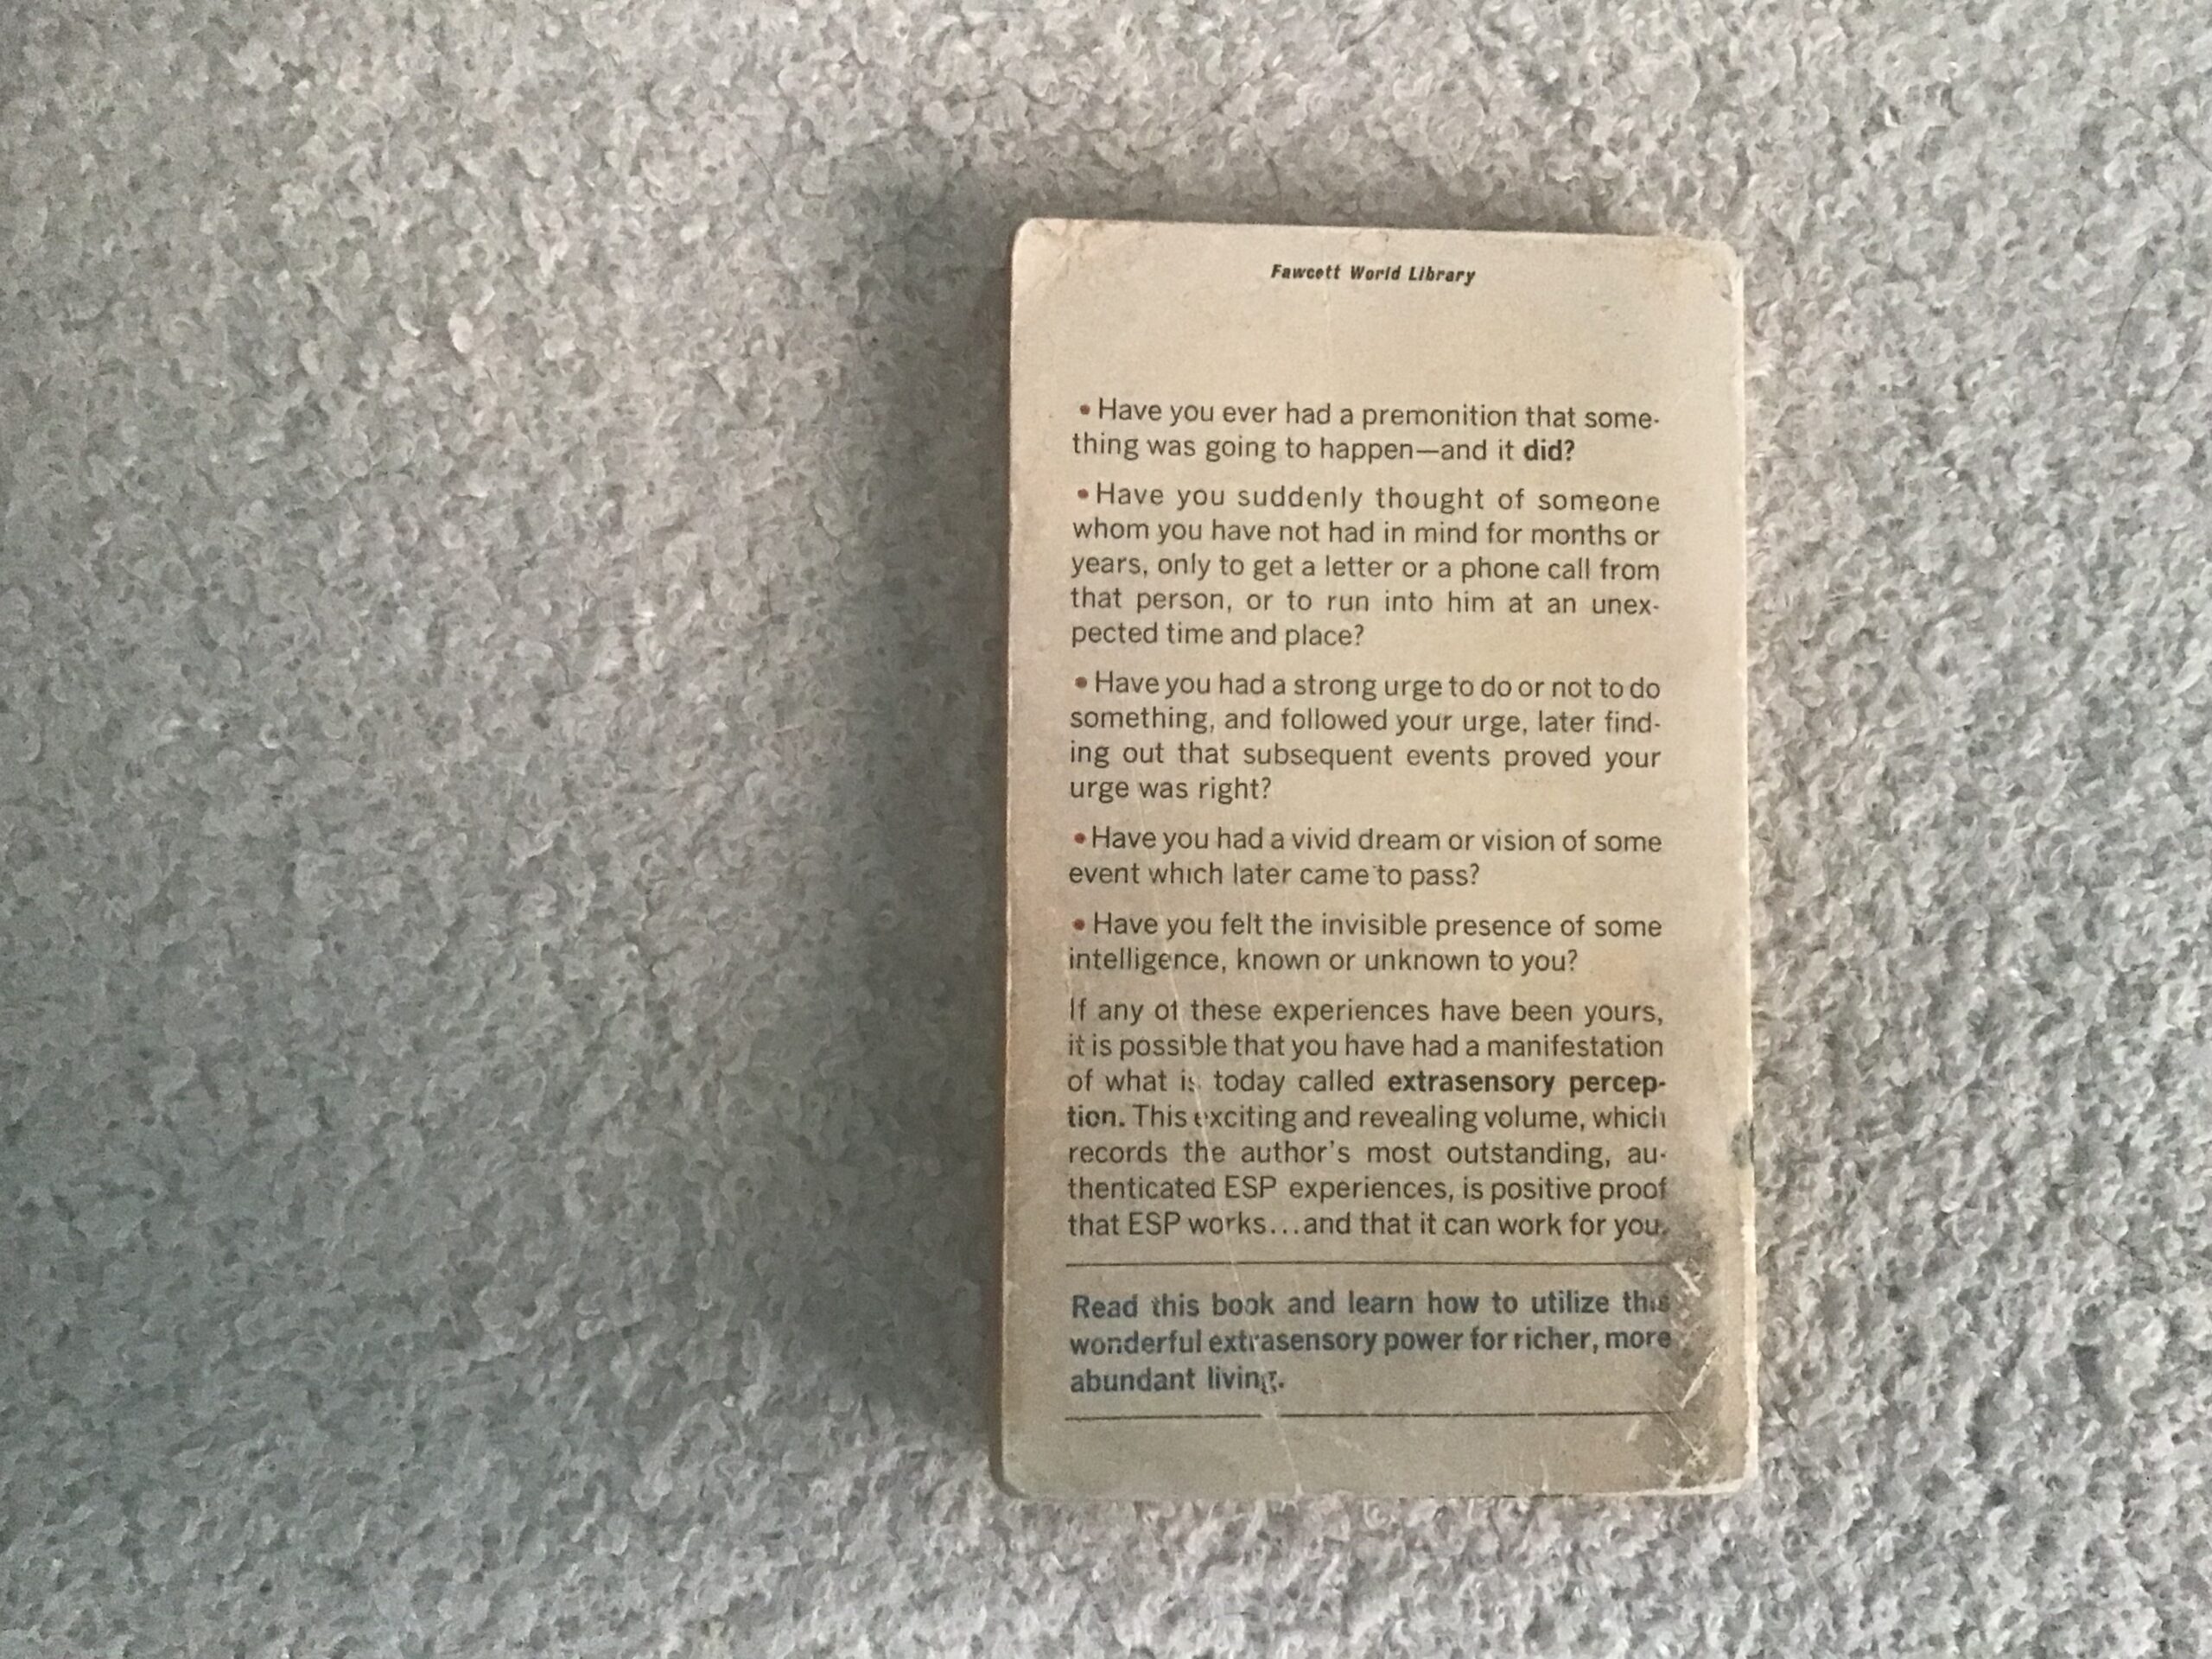 Fawcett World Library
• Have you ever had a premonition that some-
thing was going to happen—and it did?
• Have you suddenly thought of someone
whom you have not had in mind for months or
years, only to get a letter or a phone call from
that person, or to run into him at an unex-
pected time and place?
• Have you had a strong urge to do or not to do
something, and followed your urge, later find-
ing out that subsequent events proved your
urge was right?
• Have you had a vivid dream or vision of some
event which later came to pass?
• Have you felt the invisible presence of some
intelligence, known or unknown to you?
If any of these experiences have been yours,
it is possible that you have had a manifestation
of what is today called extrasensory percep-
tion. This exciting and revealing volume, which
records the author's most outstanding, au-
thenticated ESP experiences, is positive proof
that ESP works...and that it can work for you.
Read this book and learn how to utilize this
wonderful extrasensory power for richer, more
abundant living.